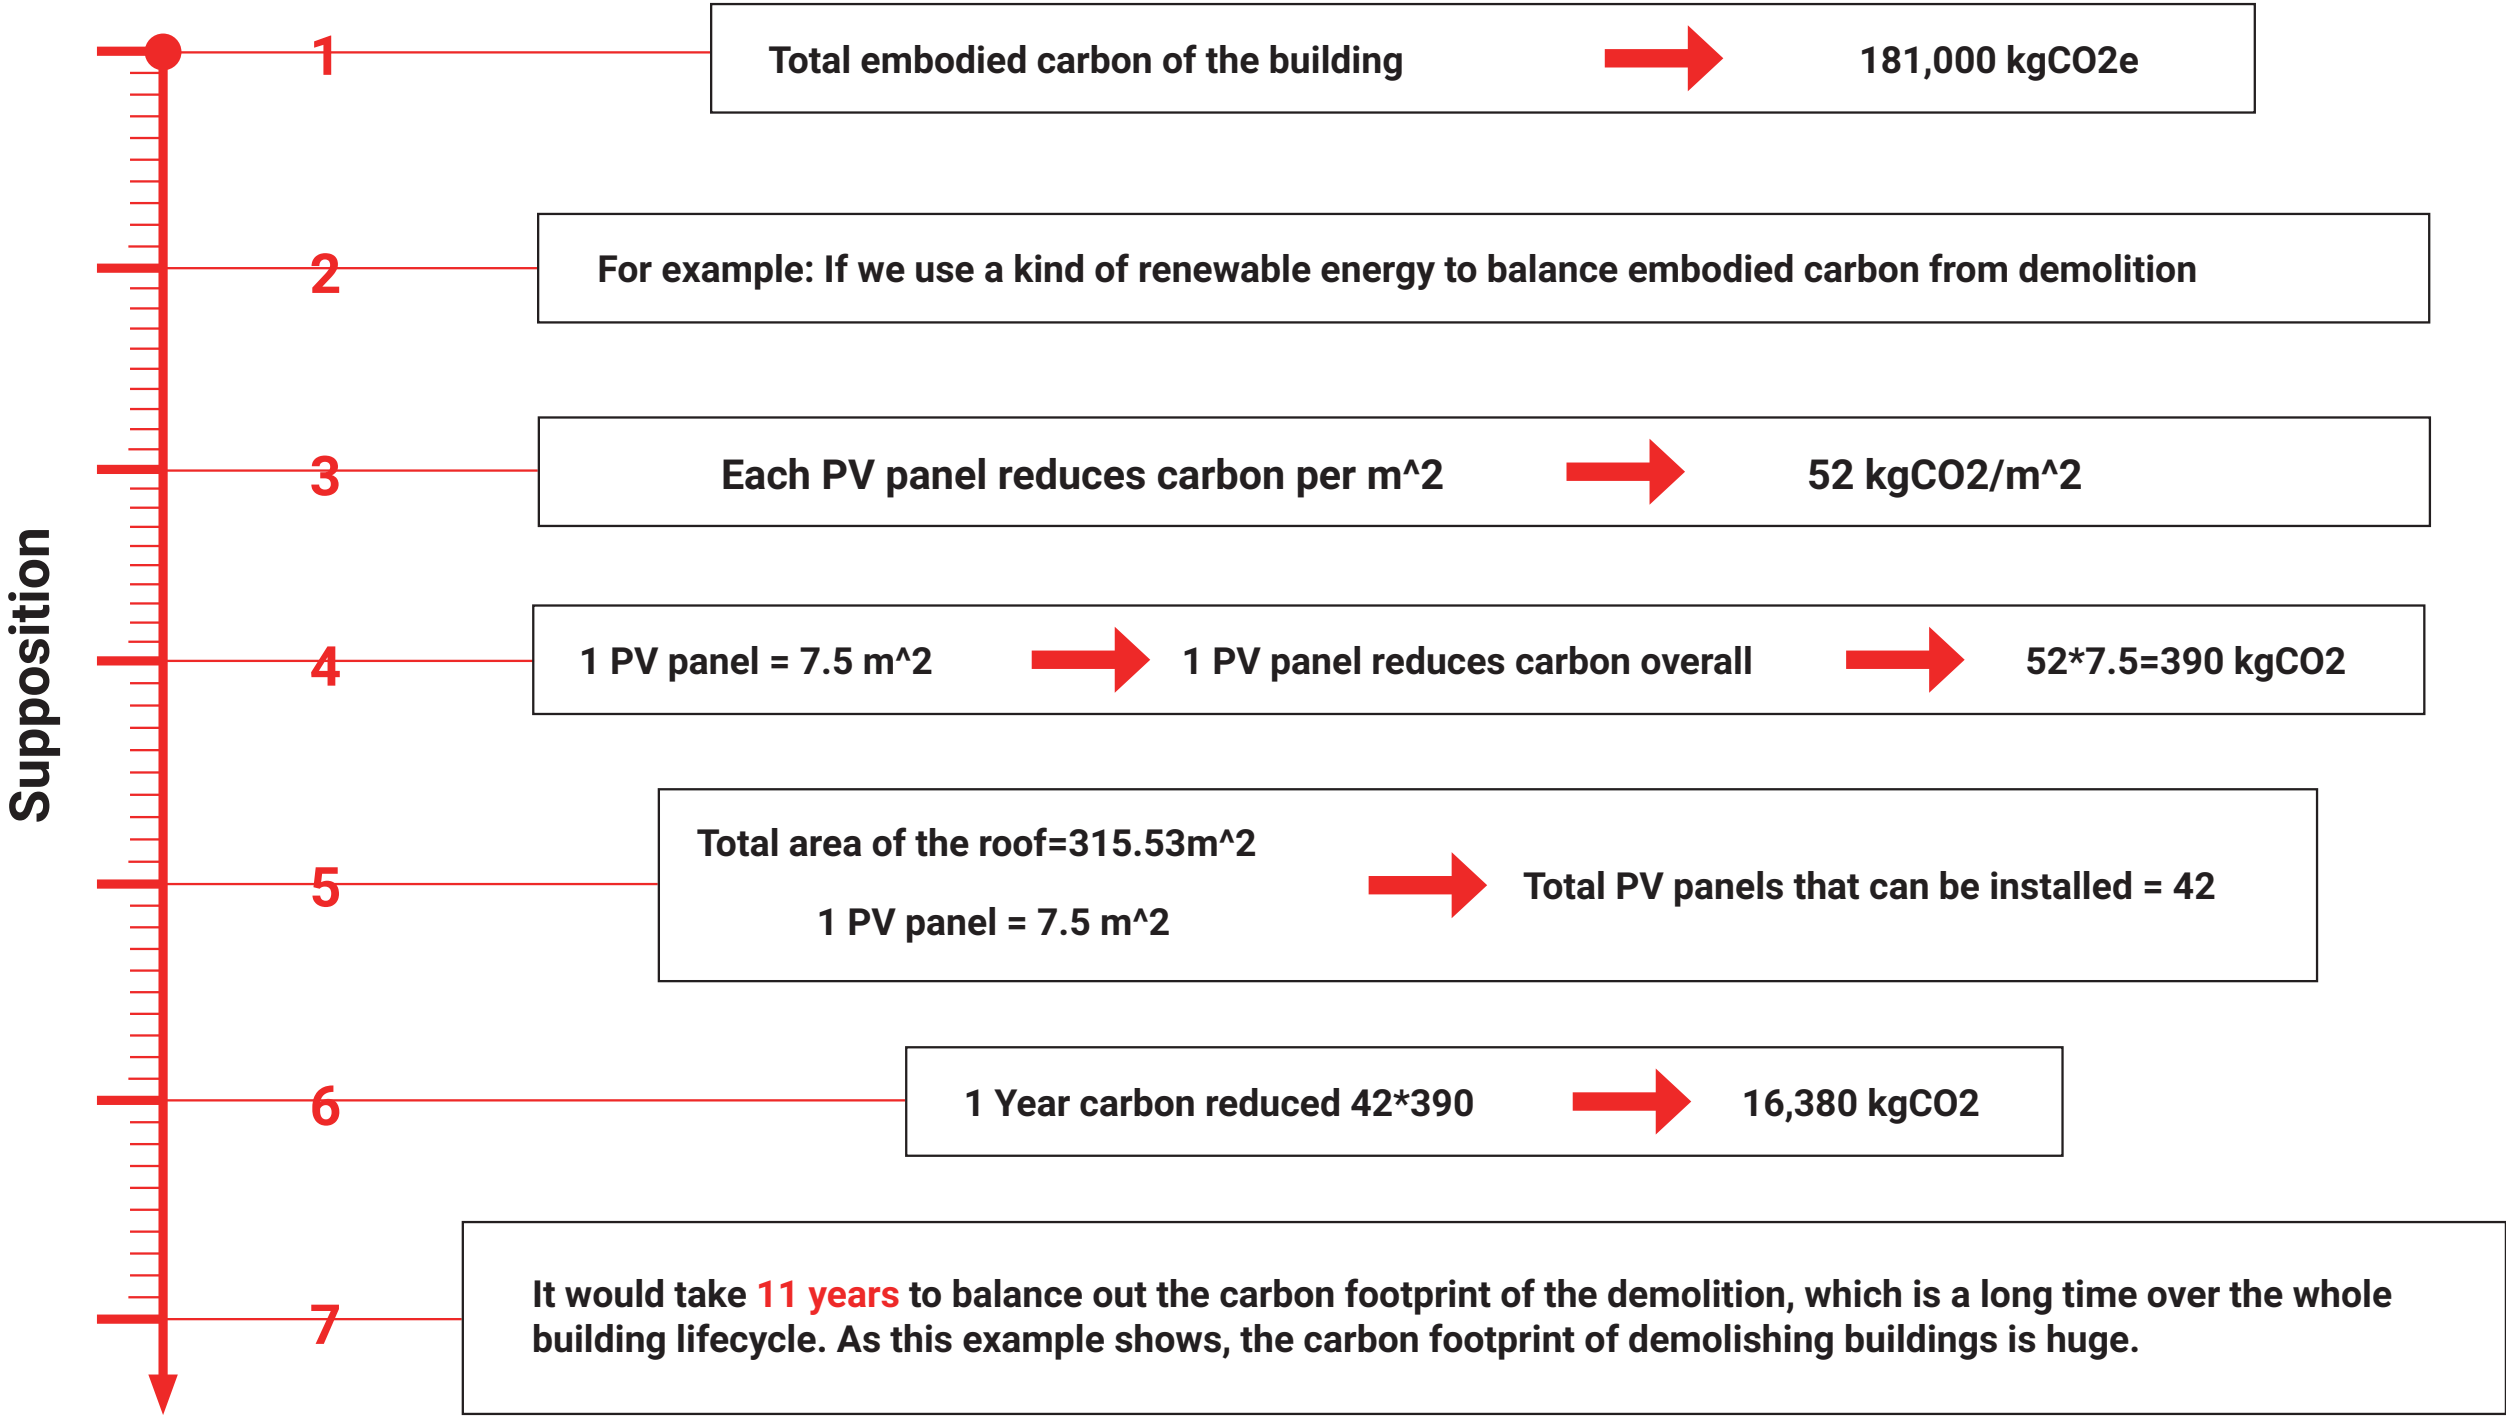 Supposition
1
Total embodied carbon of the building
181,000 kgCO2e
2
For example: If we use a kind of renewable energy to balance embodied carbon from demolition
3
Each PV panel reduces carbon per m^2
52 kgCO2/m^2
4
1 PV panel = 7.5 m^2
1 PV panel reduces carbon overall
52*7.5=390 kgCO2
5
Total area of the roof=315.53m^2
1 PV panel = 7.5 m^2
Total PV panels that can be installed = 42
6
1 Year carbon reduced 42*390
16,380 kgCO2
7
It would take 11 years to balance out the carbon footprint of the demolition, which is a long time over the whole
building lifecycle. As this example shows, the carbon footprint of demolishing buildings is huge.